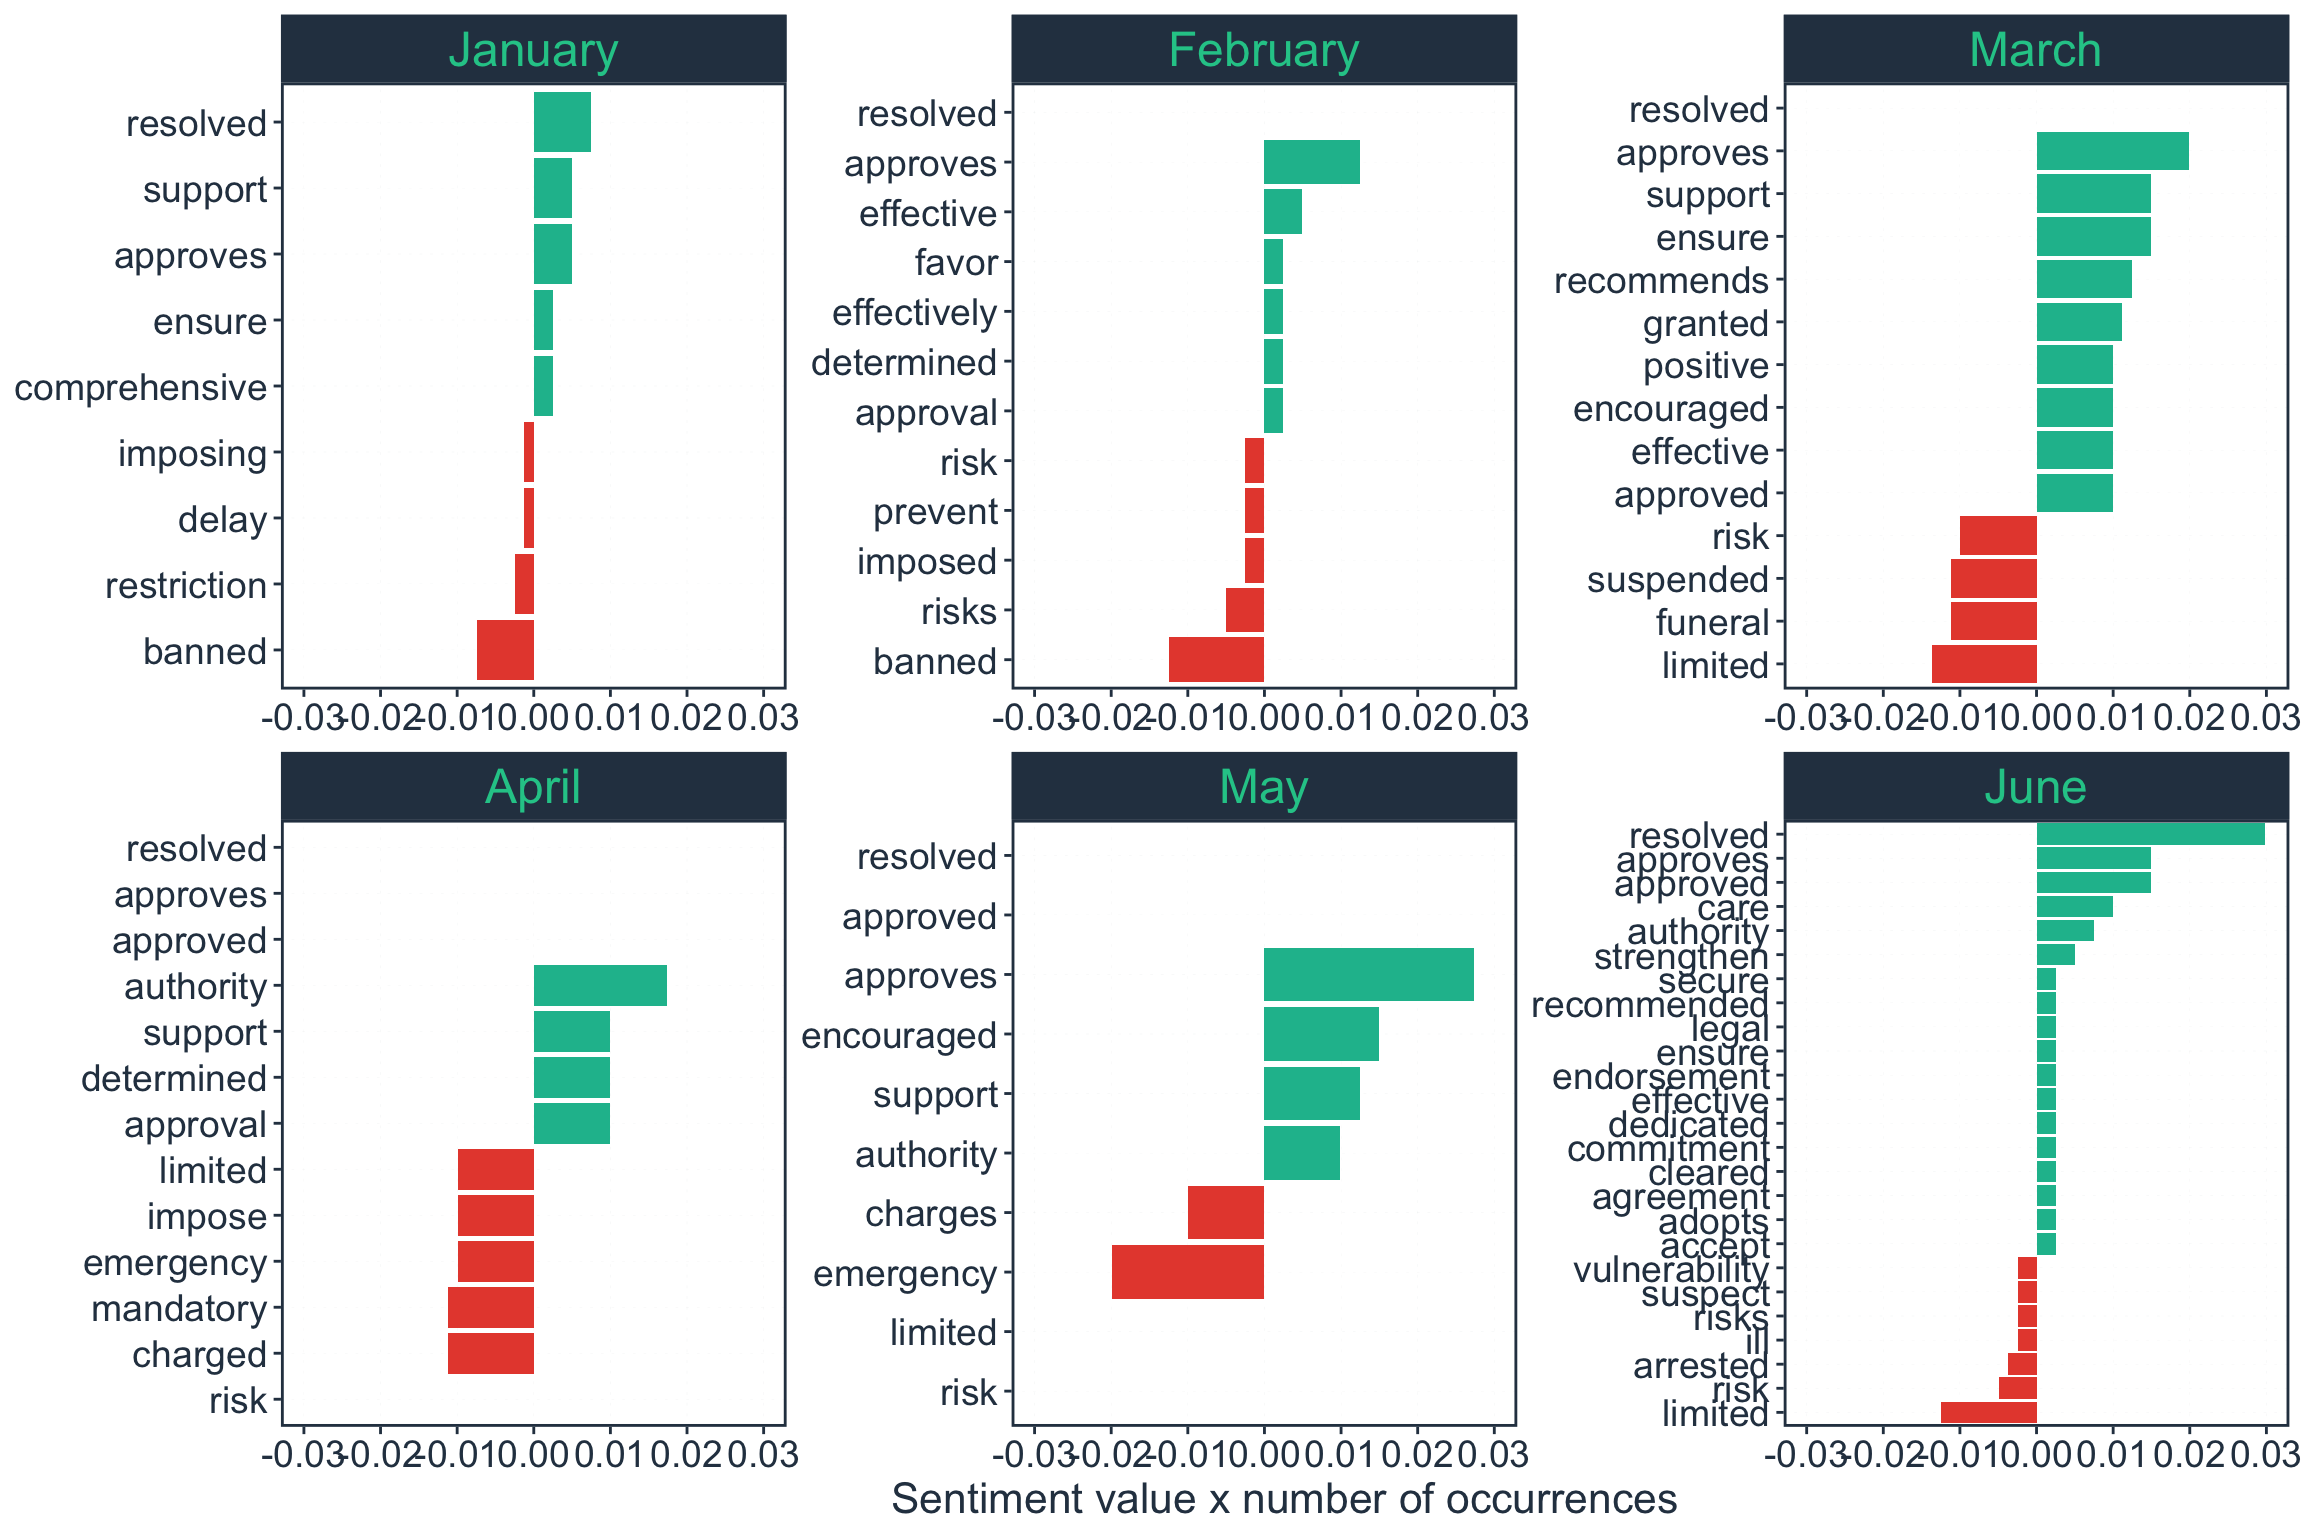 January
resolved
support
approves
ensure
comprehensive
imposing
delay
restriction
banned
-0.03 -0.02 -0.01 0.00 0.01 0.02 0.03
February
resolved
approves
effective
favor
effectively
determined
approval
risk
prevent
imposed
risks
banned
-0.03 -0.02 -0.01 0.00 0.01 0.02 0.03
March
resolved
approves
support
ensure
recommends
granted
positive
encouraged
effective
approved
risk
suspended
funeral
limited
-0.03 -0.02 -0.01 0.00 0.01 0.02 0.03
April
resolved
approves
approved
authority
support
determined
approval
limited
impose
emergency
mandatory
charged
risk
-0.03 -0.02 -0.01 0.00 0.01 0.02 0.03
May
resolved
approved
approves
encouraged
support
authority
charges
emergency
limited
risk
-0.03 -0.02 -0.01 0.00 0.01 0.02 0.03
June
resolved
approves
approved
care
authority
strengthen
secure
recommended
legal
ensure
endorsement
effective
dedicated
commitment
cleared
agreement
adopts
accept
vulnerability
suspect
risks
ill
arrested
risk
limited
-0.03 -0.02 -0.01 0.00 0.01 0.02 0.03
Sentiment value x number of occurrences